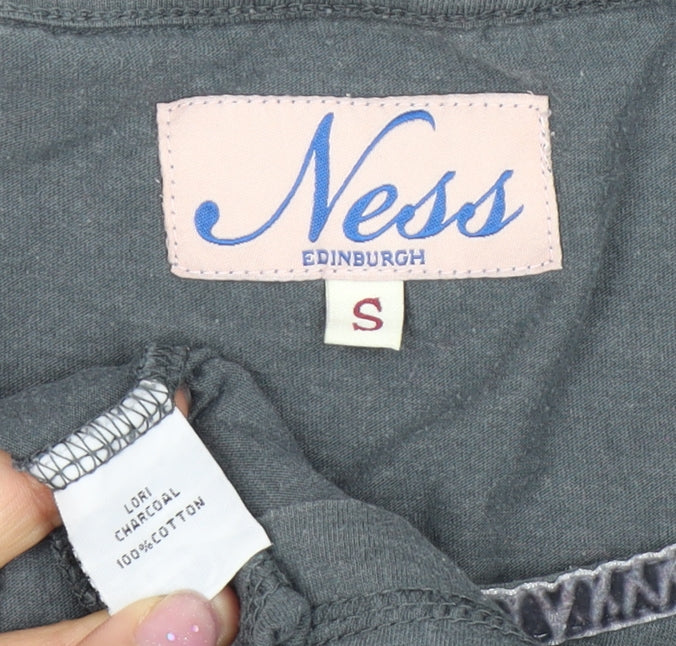 Ness
EDINBURGH
S
LORI
CHARCOAL
100%COTTON